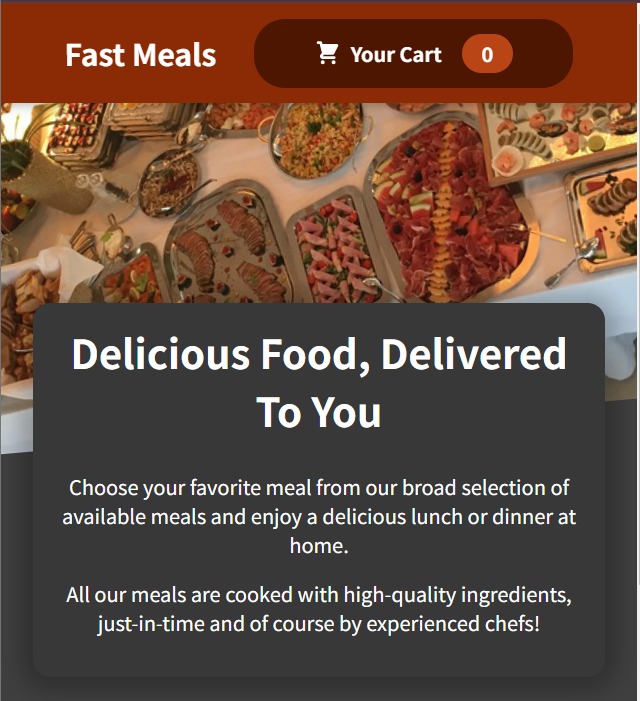 Fast Meals
Your Cart 0
Delicious Food, Delivered
To You
Choose your favorite meal from our broad selection of
available meals and enjoy a delicious lunch or dinner at
home.
All our meals are cooked with high-quality ingredients,
just-in-time and of course by experienced chefs!